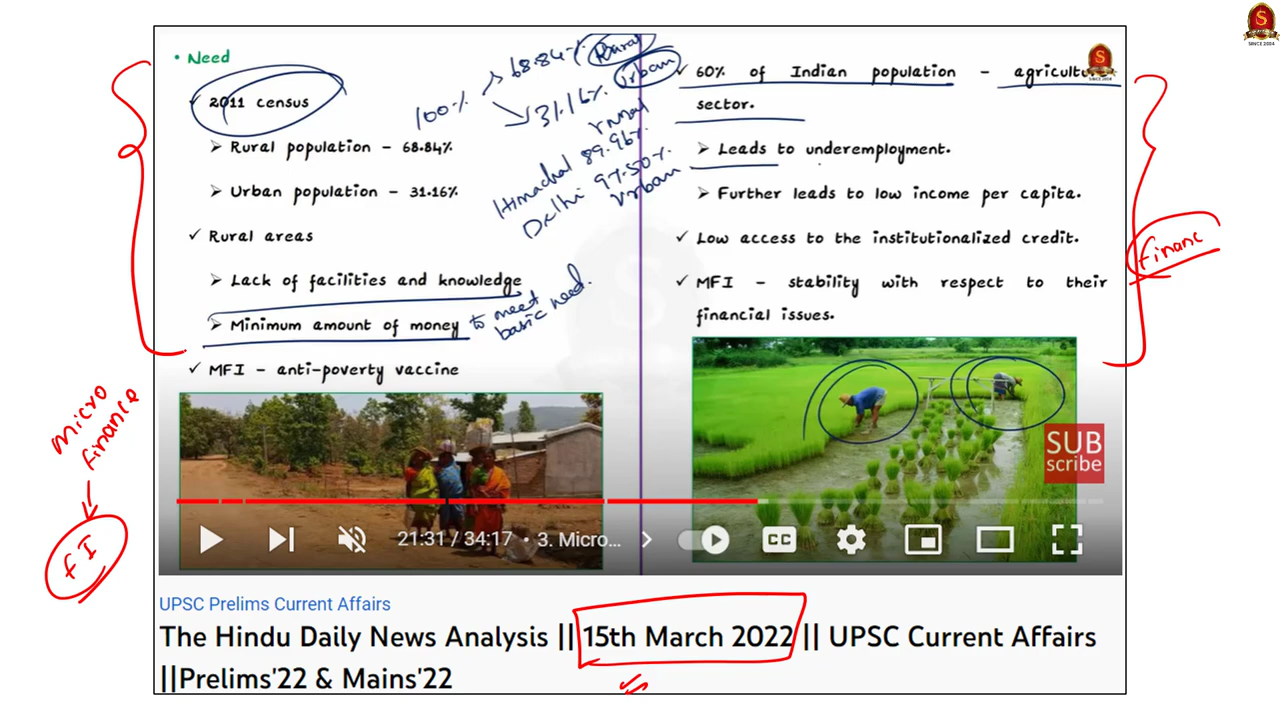 SINCE 2004
• Need
✓ 2011 census
➢ Rural population - 68.84%
➢ Urban population - 31.16%
✓ Rural areas
➢ Lack of facilities and knowledge
➢ Minimum amount of money
to meet
basic need.
✓ MFI - anti-poverty vaccine
100%
68.84% Rural
31.16% Urban
rural
Himachal 89.96%.
Delhi 97.50%.
Urban
✓ 60% of Indian population - agriculture
sector.
➢ Leads to underemployment.
➢ Further leads to low income per capita.
✓ Low access to the institutionalized credit.
✓ MFI - stability with respect to their
financial issues.
Financ
Micro
finance
FI
SUB
scribe
21:31 / 34:17 • 3. Micro...
CC
UPSC Prelims Current Affairs
The Hindu Daily News Analysis || 15th March 2022 || UPSC Current Affairs
||Prelims'22 & Mains'22